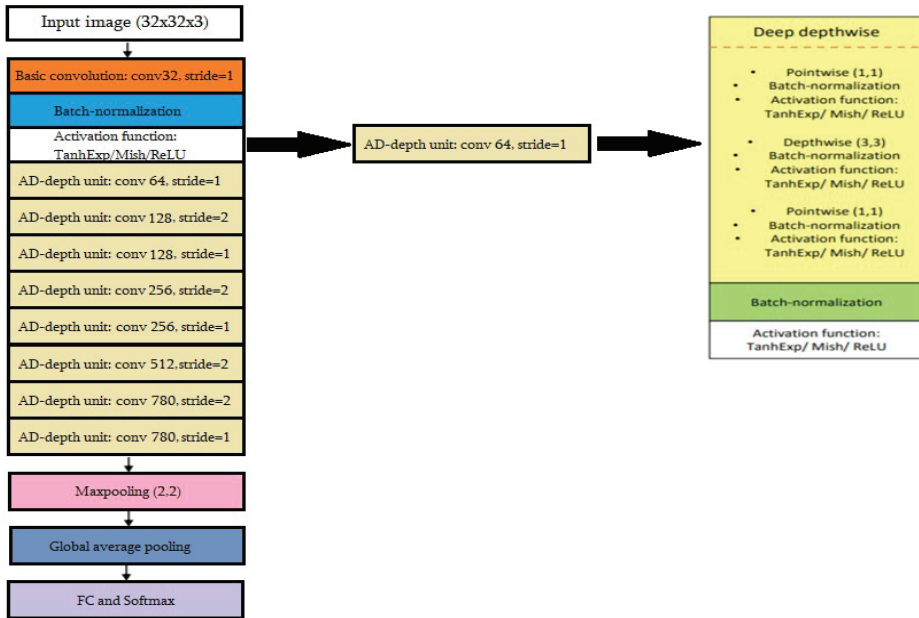 Input image (32x32x3)
Basic convolution: conv32, stride=1
Batch-normalization
Activation function:
TanhExp/Mish/ReLU
AD-depth unit: conv 64, stride=1
AD-depth unit: conv 128, stride=2
AD-depth unit: conv 128, stride=1
AD-depth unit: conv 256, stride=2
AD-depth unit: conv 256, stride=1
AD-depth unit: conv 512,stride=2
AD-depth unit: conv 780, stride=2
AD-depth unit: conv 780, stride=1
Maxpooling (2,2)
Global average pooling
FC and Softmax
AD-depth unit: conv 64, stride=1
Deep depthwise
• Pointwise (1,1)
• Batch-normalization
• Activation function:
TanhExp/ Mish/ ReLU
• Depthwise (3,3)
• Batch-normalization
• Activation function:
TanhExp/ Mish/ ReLU
• Pointwise (1,1)
• Batch-normalization
• Activation function:
TanhExp/ Mish/ ReLU
Batch-normalization
Activation function:
TanhExp/ Mish/ ReLU